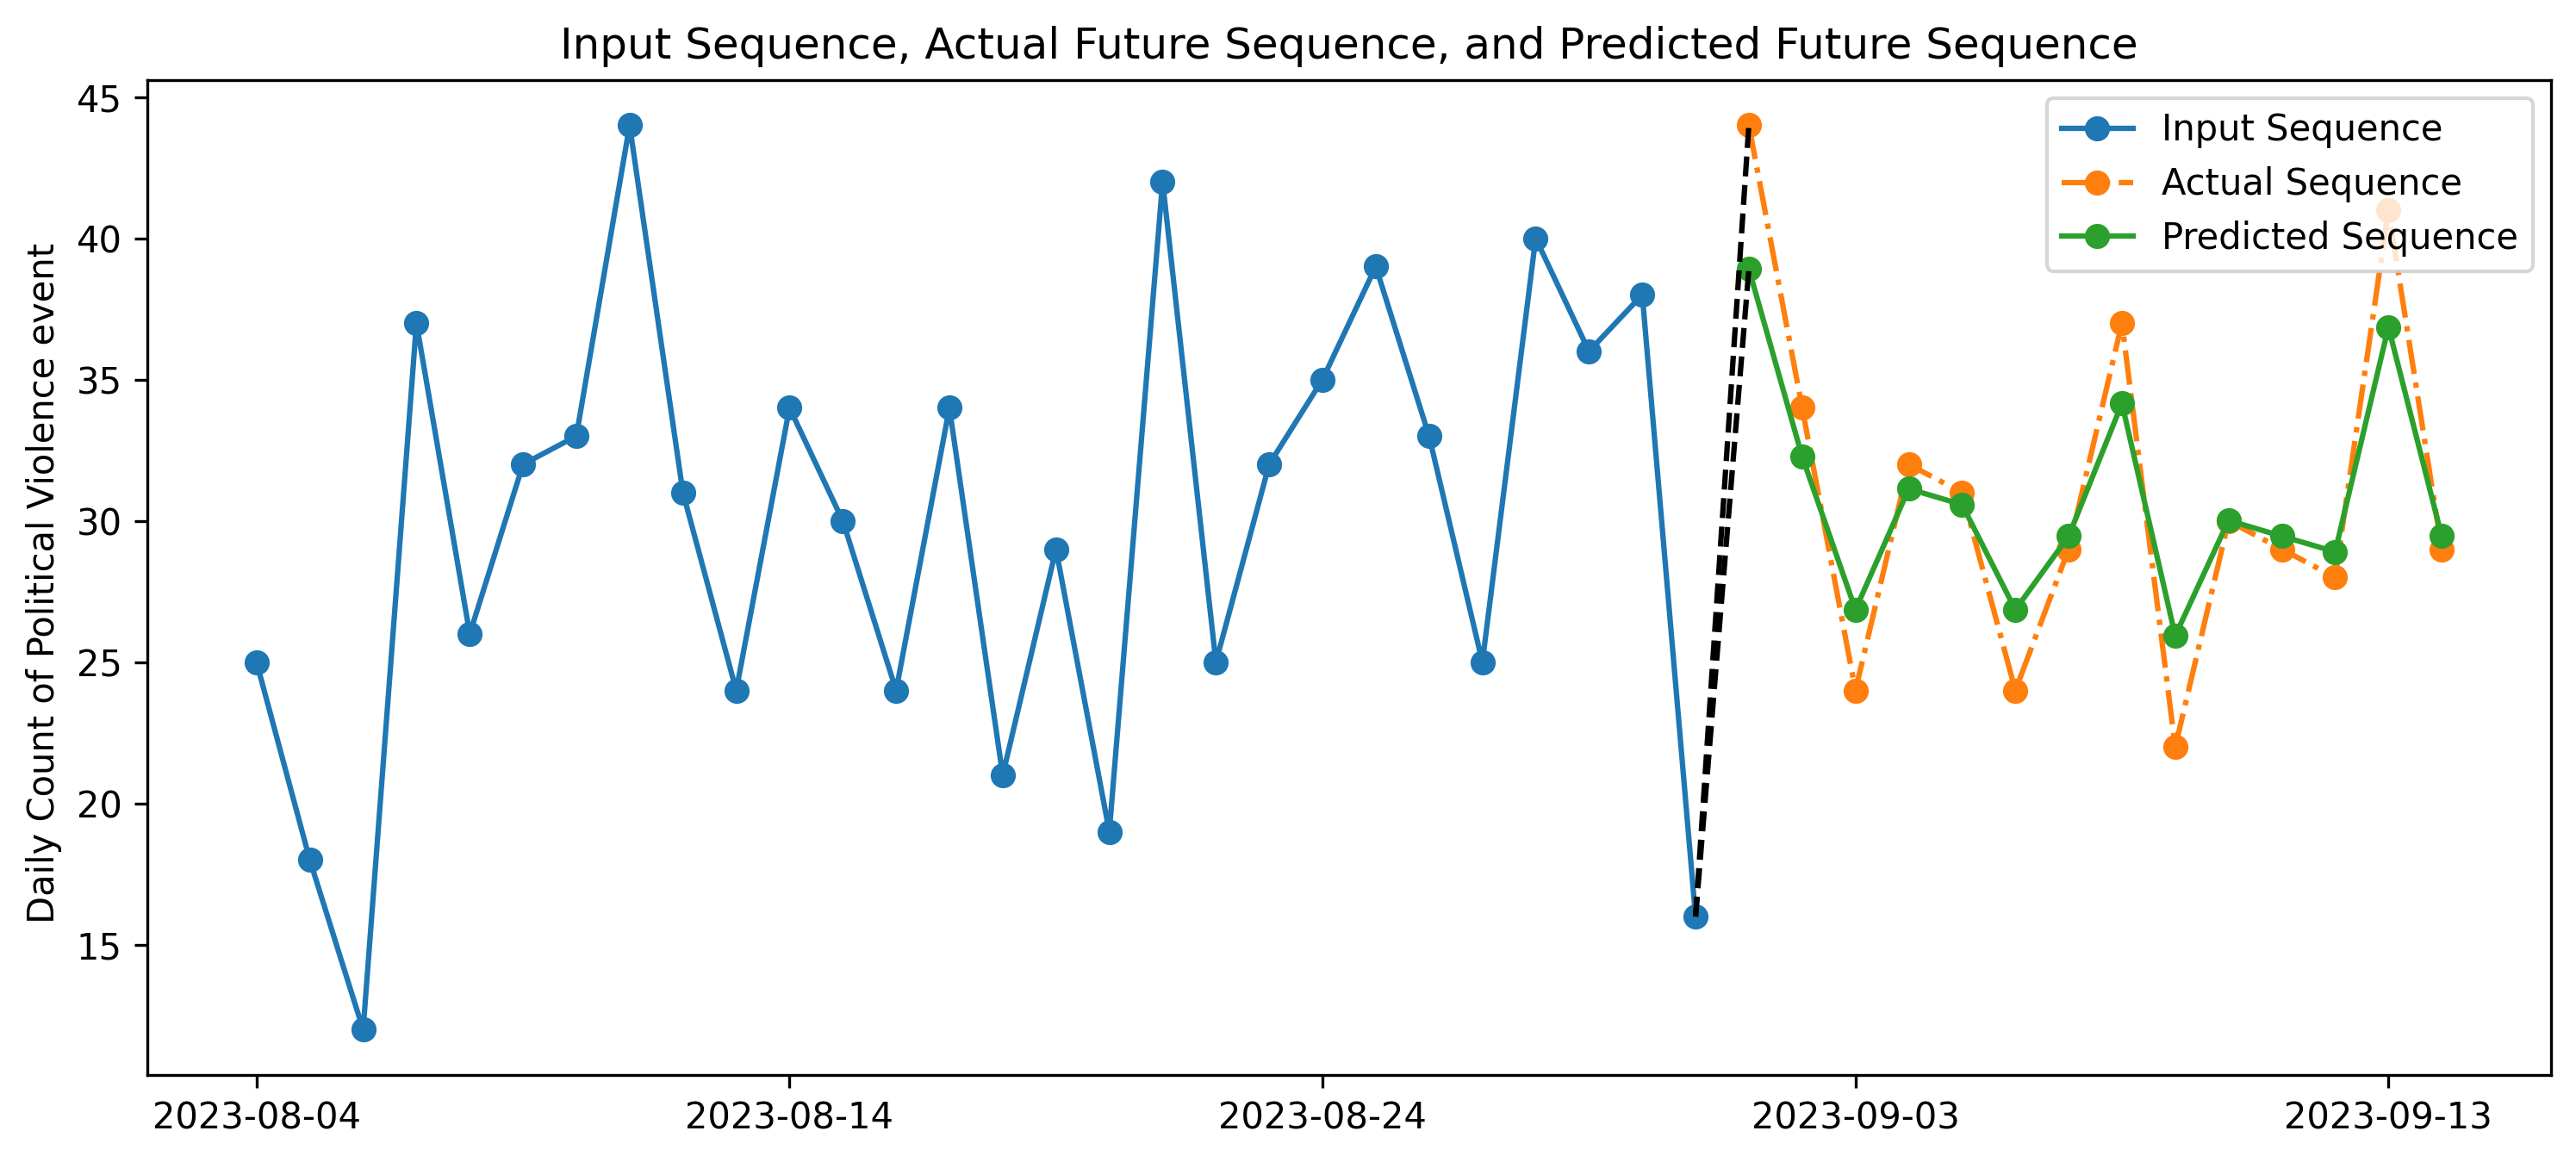 Input Sequence, Actual Future Sequence, and Predicted Future Sequence
Daily Count of Political Violence event
45
40
35
30
25
20
15
Input Sequence
Actual Sequence
Predicted Sequence
2023-08-04
2023-08-14
2023-08-24
2023-09-03
2023-09-13